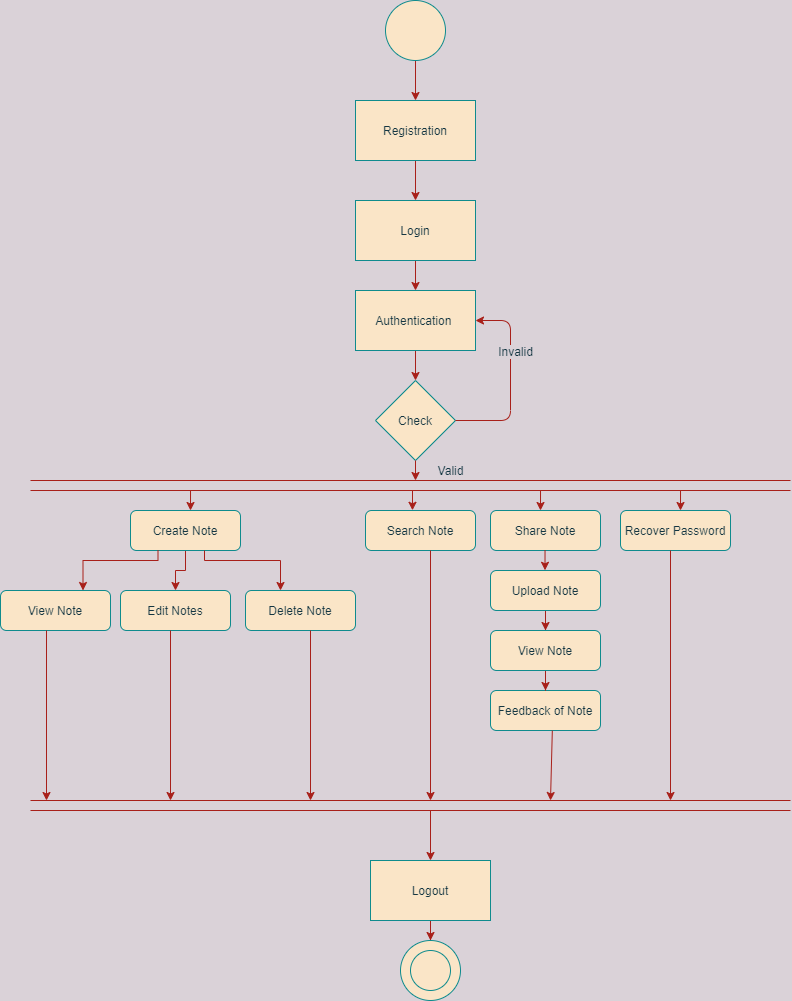 Registration
Login
Authentication
Invalid
Check
Valid
Create Note
Search Note
Share Note
Recover Password
View Note
Edit Notes
Delete Note
Upload Note
View Note
Feedback of Note
Logout